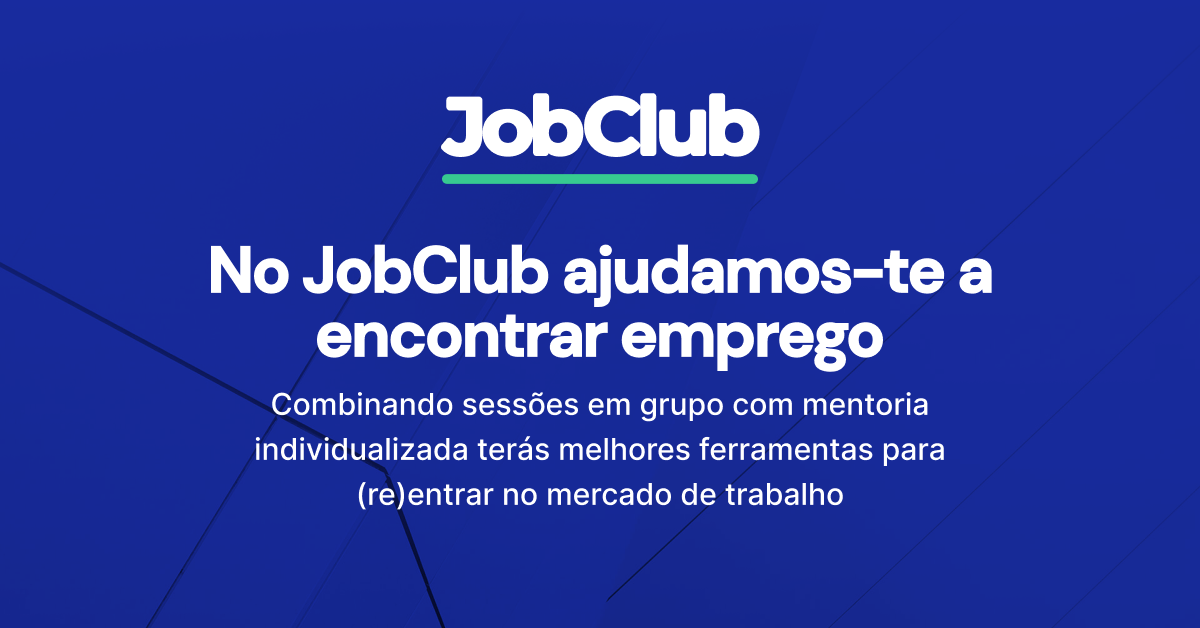 JobClub
No JobClub ajudamos-te a
encontrar emprego
Combinando sessões em grupo com mentoria
individualizada terás melhores ferramentas para
(re)entrar no mercado de trabalho